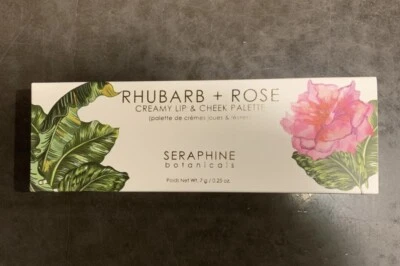 RHUBARB + ROSE
CREAMY LIP & CHEEK PALETTE
(palette de crèmes joues & lèvres)
SERAPHINE
botanicals
Poids Net Wt. 7 g / 0.25 oz.